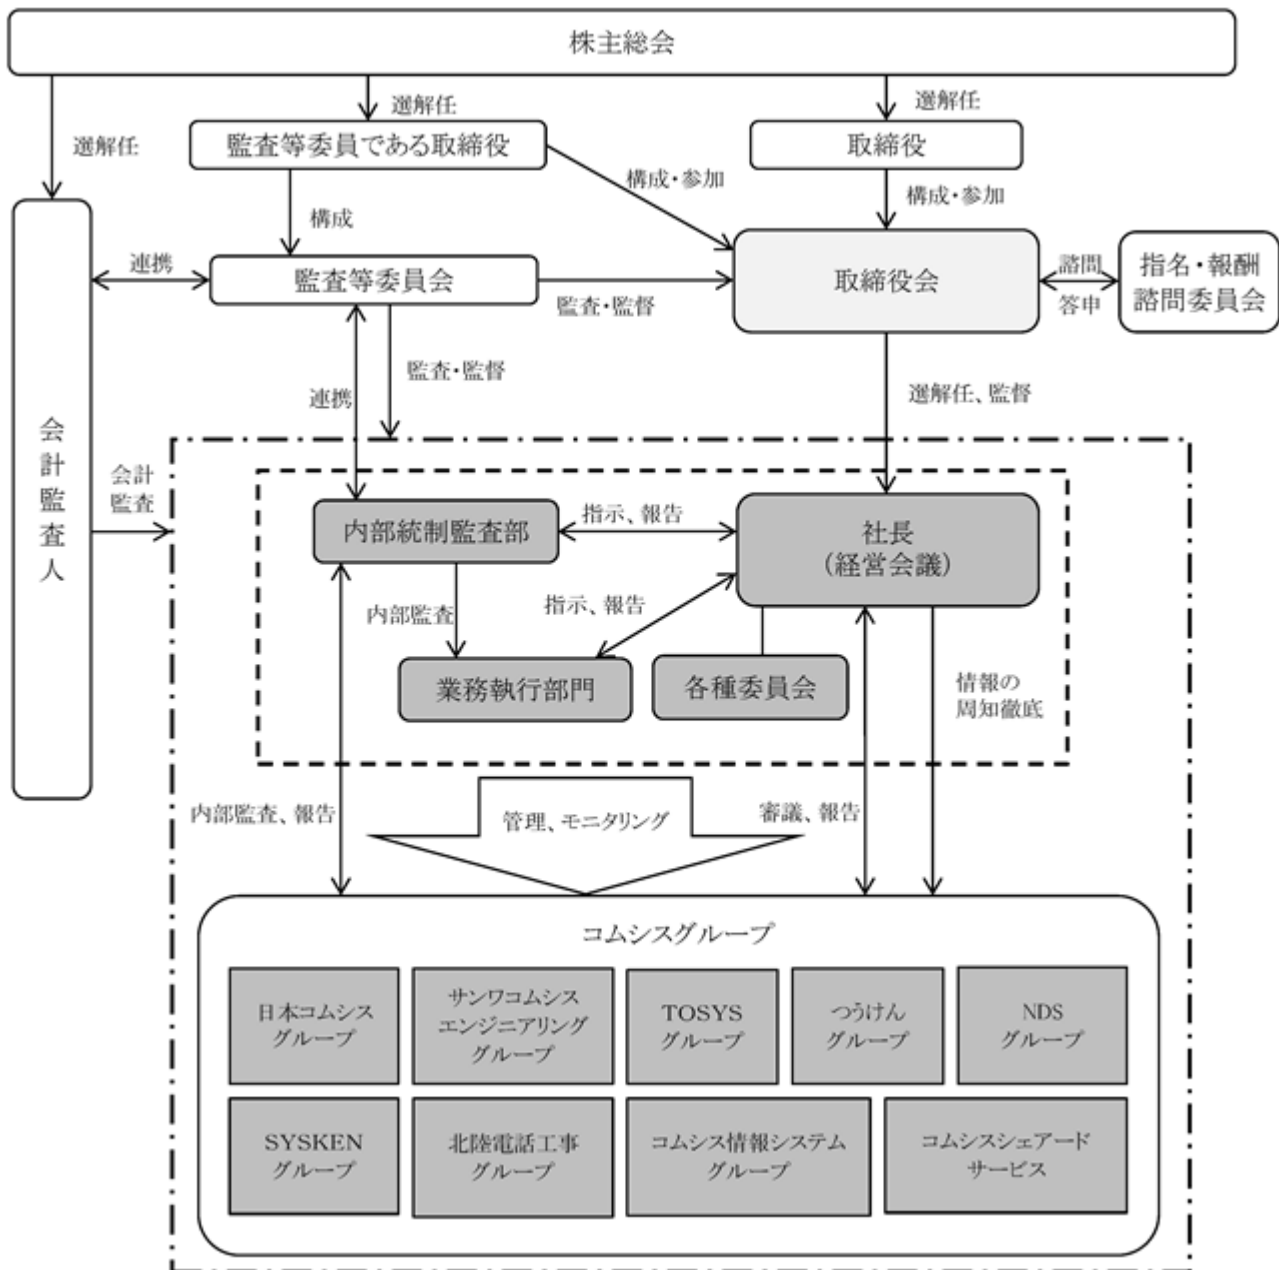 株主総会
選解任
選解任
選解任
監査等委員である取締役
取締役
構成・参加
構成・参加
構成
会計監査人
連携
監査等委員会
監査・監督
取締役会
諮問
答申
指名・報酬
諮問委員会
監査・監督
連携
選解任、監督
会計
監査
内部統制監査部
指示、報告
社長
（経営会議）
内部監査
指示、報告
業務執行部門
各種委員会
情報の
周知徹底
内部監査、報告
管理、モニタリング
審議、報告
コムシスグループ
日本コムシス
グループ
サンワコムシス
エンジニアリング
グループ
TOSYS
グループ
つうけん
グループ
NDS
グループ
SYSKEN
グループ
北陸電話工事
グループ
コムシス情報システム
グループ
コムシスシェアード
サービス